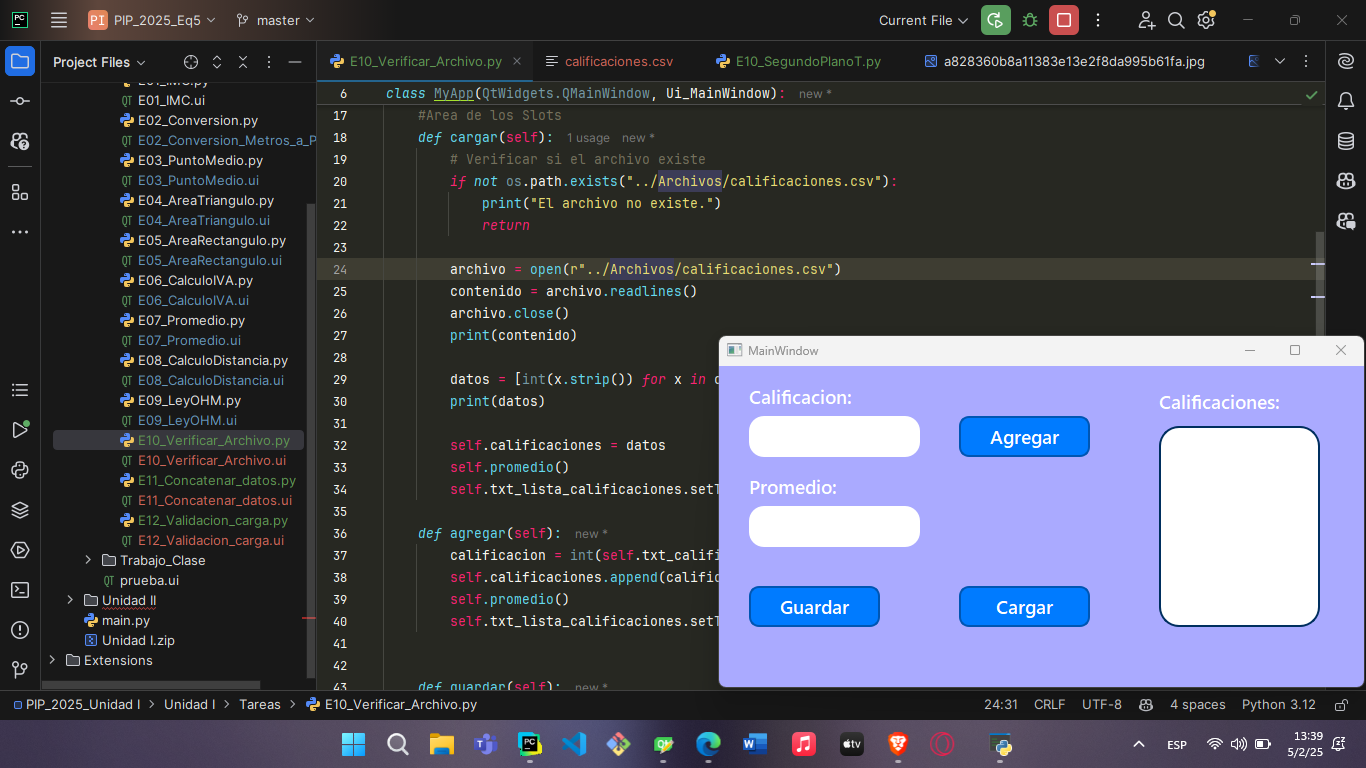 PC
PI PIP_2025_Eq5
master
Current File
Project Files
E10_Verificar_Archivo.py
calificaciones.csv
E10_SegundoPlanoT.py
a828360b8a11383e13e2f8da995b61fa.jpg
E01_IMC.py
E01_IMC.ui
E02_Conversion.py
E02_Conversion_Metros_a_P
E03_PuntoMedio.py
E03_PuntoMedio.ui
E04_AreaTriangulo.py
E04_AreaTriangulo.ui
E05_AreaRectangulo.py
E05_AreaRectangulo.ui
E06_CalculoIVA.py
E06_CalculoIVA.ui
E07_Promedio.py
E07_Promedio.ui
E08_CalculoDistancia.py
E08_CalculoDistancia.ui
E09_LeyOHM.py
E09_LeyOHM.ui
E10_Verificar_Archivo.py
E10_Verificar_Archivo.ui
E11_Concatenar_datos.py
E11_Concatenar_datos.ui
E12_Validacion_carga.py
E12_Validacion_carga.ui
Trabajo_Clase
prueba.ui
Unidad II
main.py
Unidad I.zip
Extensions
6 class MyApp(QtWidgets.QMainWindow, Ui_MainWindow): new *
17 #Area de los Slots
18 def cargar(self): 1 usage new *
19 # Verificar si el archivo existe
20 if not os.path.exists("../Archivos/calificaciones.csv"):
21 print("El archivo no existe.")
22 return
23
24 archivo = open(r"../Archivos/calificaciones.csv")
25 contenido = archivo.readlines()
26 archivo.close()
27 print(contenido)
28
29 datos = [int(x.strip()) for x in c
30 print(datos)
31
32 self.calificaciones = datos
33 self.promedio()
34 self.txt_lista_calificaciones.setT
35
36 def agregar(self): new *
37 calificacion = int(self.txt_califi
38 self.calificaciones.append(calific
39 self.promedio()
40 self.txt_lista_calificaciones.setT
41
42
43 def guardar(self): new *
MainWindow
Calificacion:
Agregar
Calificaciones:
Promedio:
Guardar
Cargar
PIP_2025_Unidad I > Unidad I > Tareas > E10_Verificar_Archivo.py
24:31 CRLF UTF-8 4 spaces Python 3.12
ESP
13:39
5/2/25